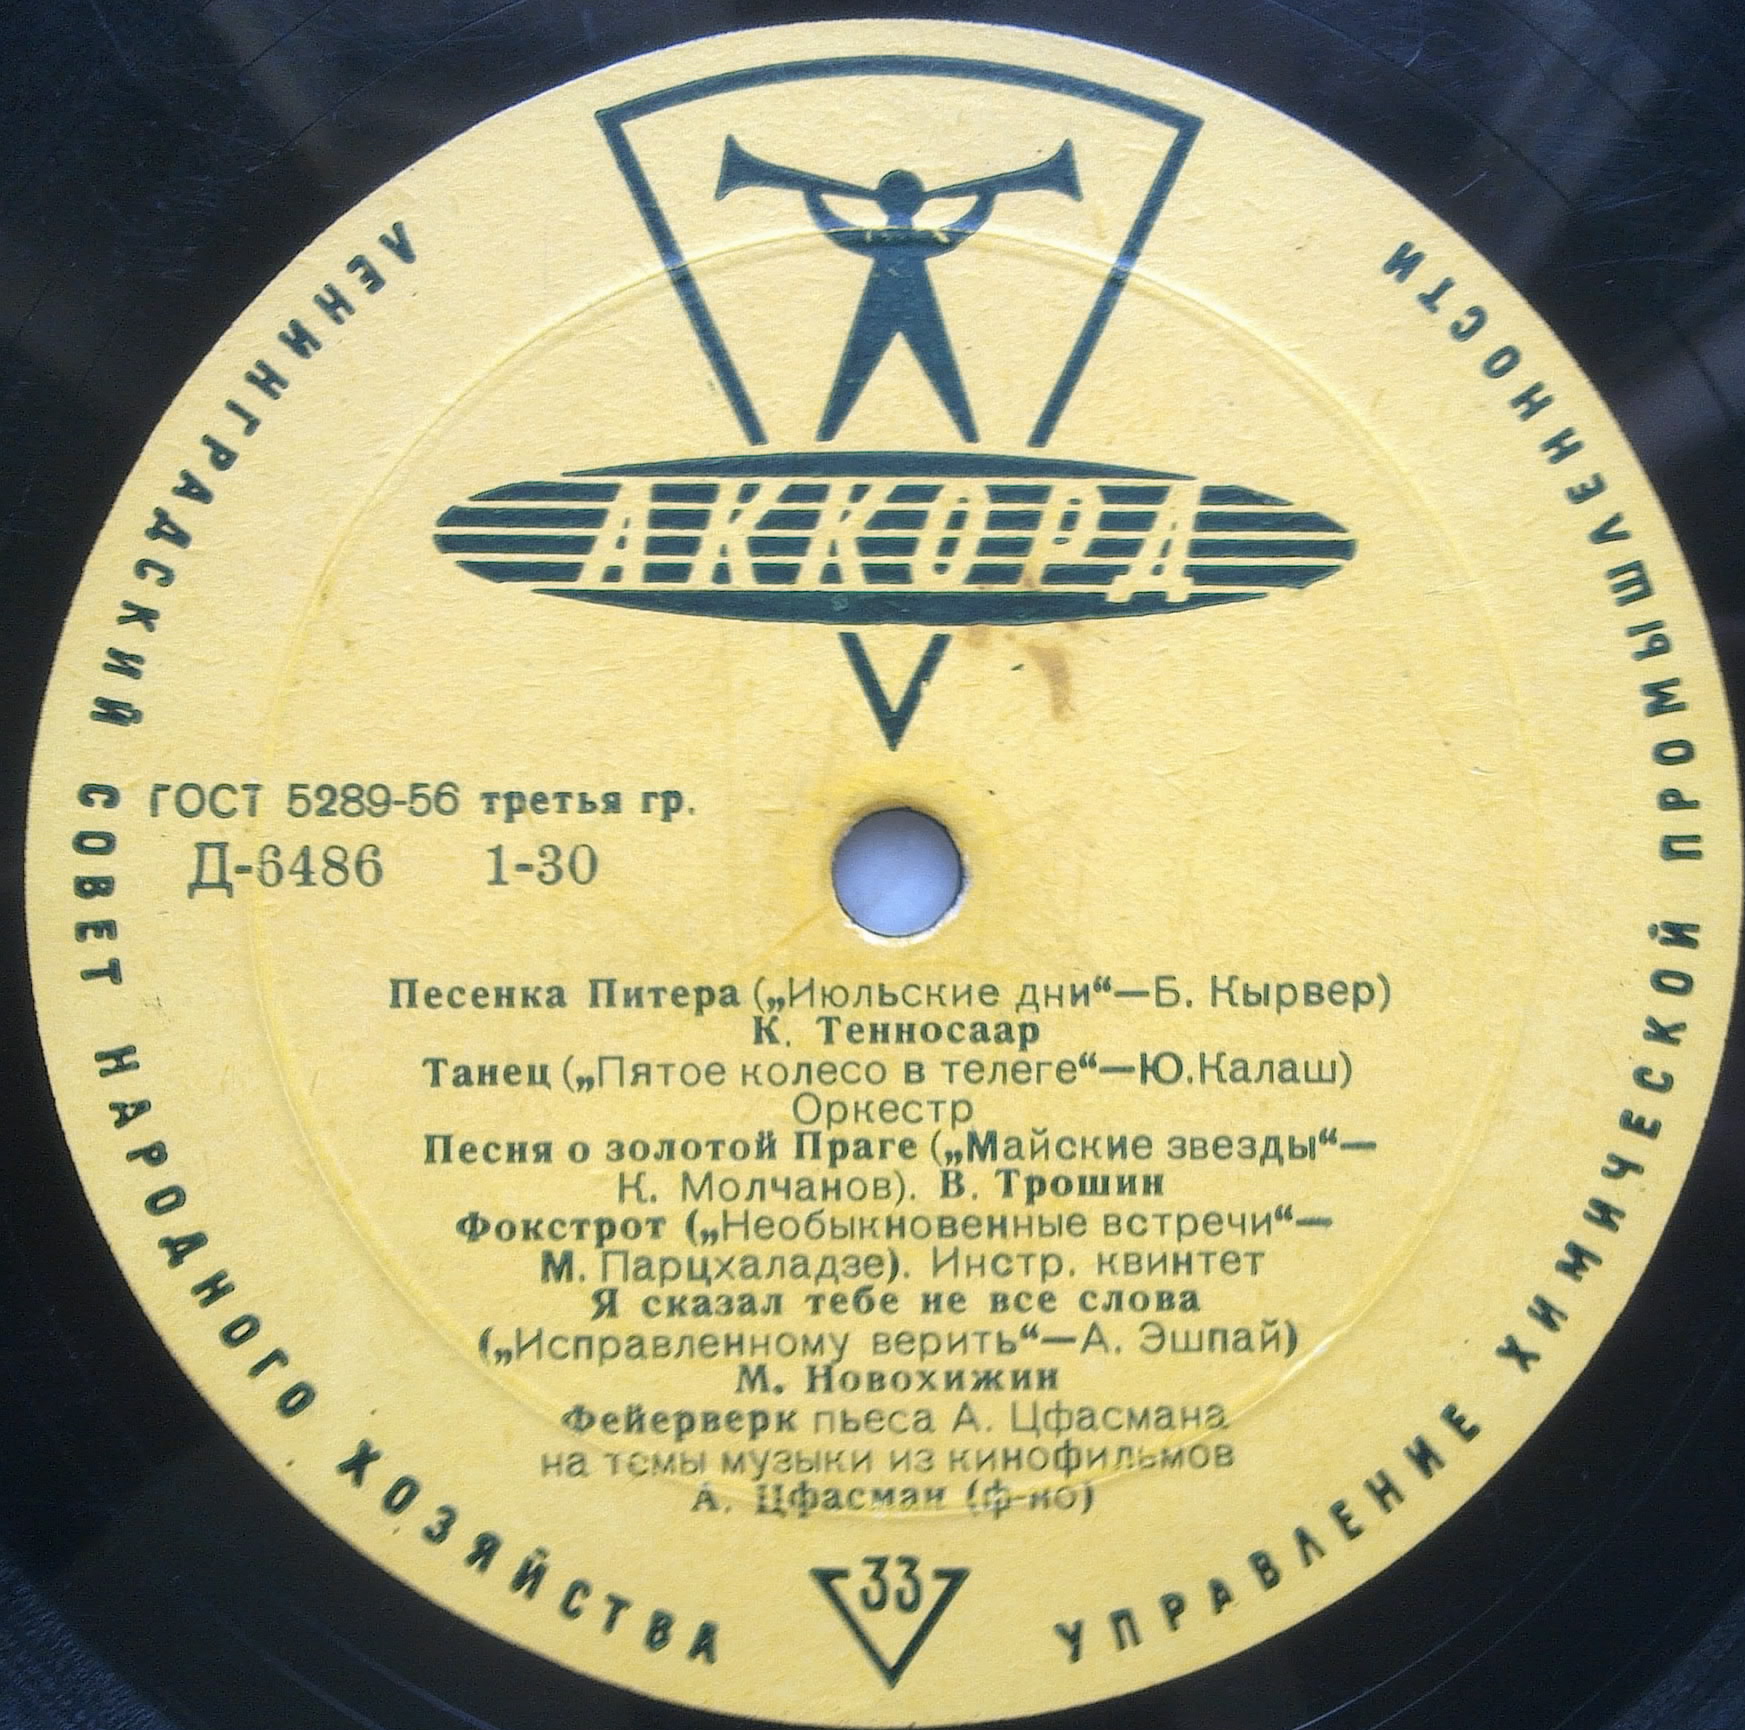 АККОРД
ЛЕНИНГРАДСКИЙ СОВЕТ НАРОДНОГО ХОЗЯЙСТВА
УПРАВЛЕНИЕ ХИМИЧЕСКОЙ ПРОМЫШЛЕННОСТИ
ГОСТ 5289-56 третья гр.
Д-6486 1-30
Песенка Питера („Июльские дни“—Б. Кырвер)
К. Тенносаар
Танец („Пятое колесо в телеге“—Ю.Калаш)
Оркестр
Песня о золотой Праге („Майские звезды“—
К. Молчанов). В. Трошин
Фокстрот („Необыкновенные встречи“—
М. Парцхаладзе). Инстр. квинтет
Я сказал тебе не все слова
(„Исправленному верить“—А. Эшпай)
М. Новохижин
Фейерверк пьеса А. Цфасмана
на темы музыки из кинофильмов
А. Цфасман (ф-но)
33